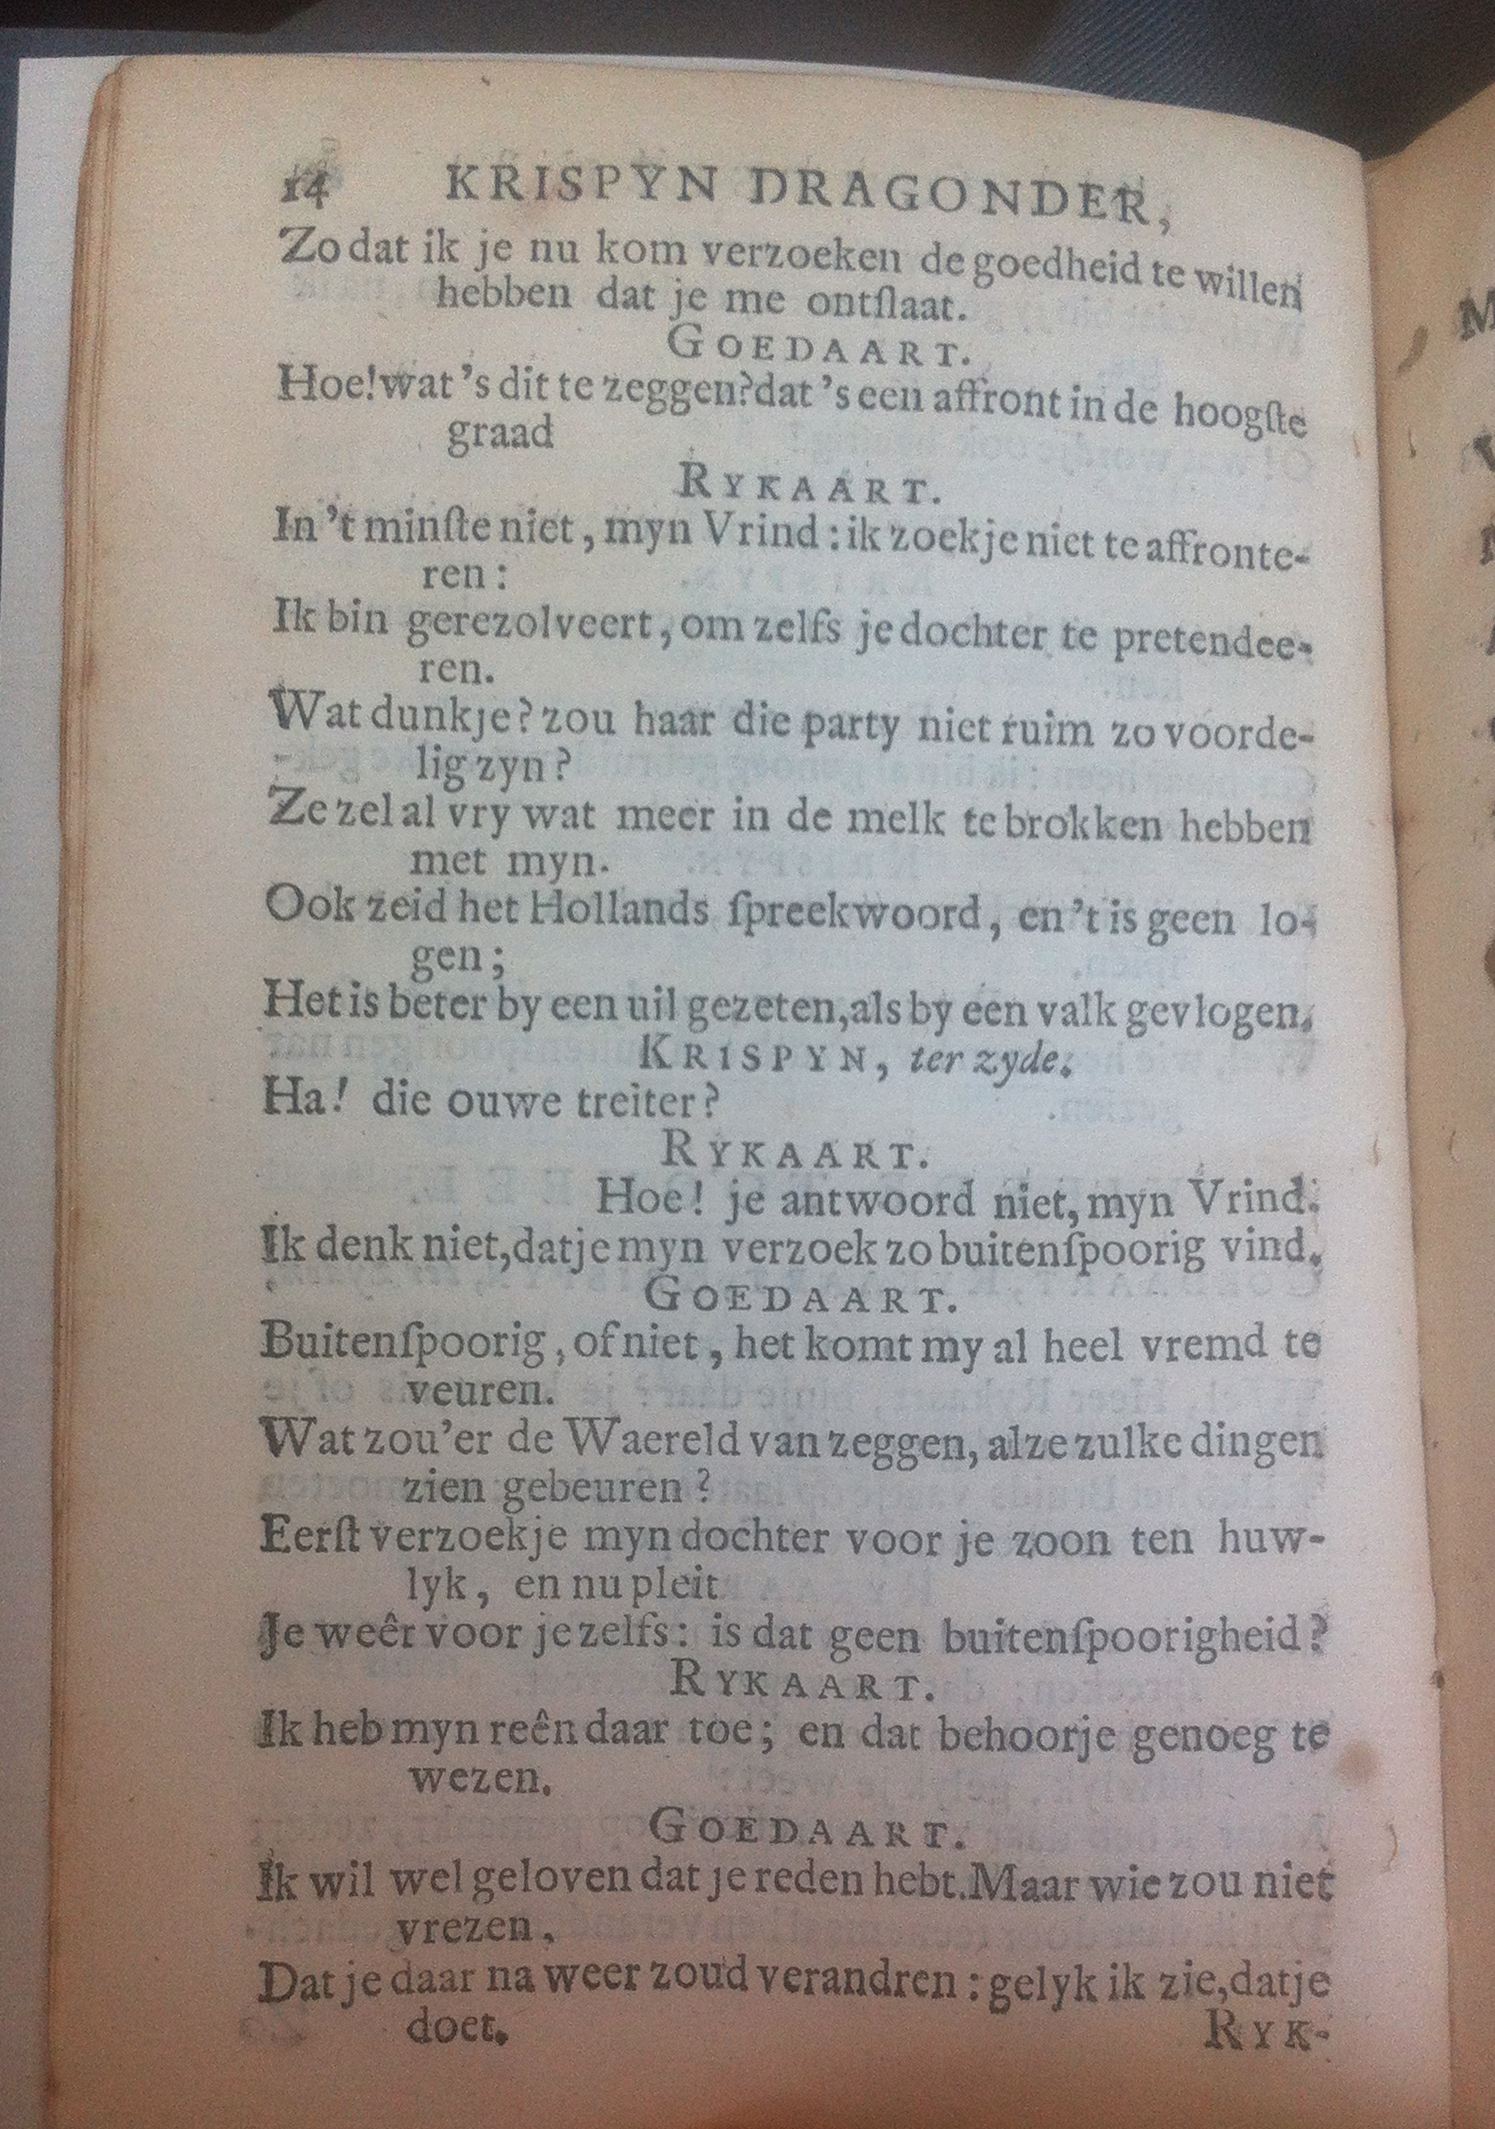 14 KRISPYN DRAGONDER,
Zo dat ik je nu kom verzoeken de goedheid te willen
hebben dat je me ontſlaat.
GOEDAART.
Hoe! wat 's dit te zeggen? dat 's een affront in de hoogſte
graad
RYKAART.
In 't minſte niet, myn Vrind: ik zoek je niet te affronte-
ren:
Ik bin gerezolveert, om zelfs je dochter te pretendee-
ren.
Wat dunkje? zou haar die party niet ruim zo voorde-
lig zyn?
Ze zel al vry wat meer in de melk te brokken hebben
met myn.
Ook zeid het Hollands ſpreekwoord, en 't is geen lo-
gen;
Het is beter by een uil gezeten, als by een valk gevlogen.
KRISPYN, ter zyde.
Ha! die ouwe treiter?
RYKAART.
Hoe! je antwoord niet, myn Vrind.
Ik denk niet, dat je myn verzoek zo buitenſpoorig vind.
GOEDAART.
Buitenſpoorig, of niet, het komt my al heel vremd te
veuren.
Wat zou'er de Waereld van zeggen, alze zulke dingen
zien gebeuren?
Eerſt verzoekje myn dochter voor je zoon ten huw-
lyk, en nu pleit
Je weêr voor je zelfs: is dat geen buitenſpoorigheid?
RYKAART.
Ik heb myn reên daar toe; en dat behoorje genoeg te
wezen.
GOEDAART.
Ik wil wel geloven dat je reden hebt. Maar wie zou niet
vrezen,
Dat je daar na weer zoud verandren: gelyk ik zie, datje
doet.
RYK-